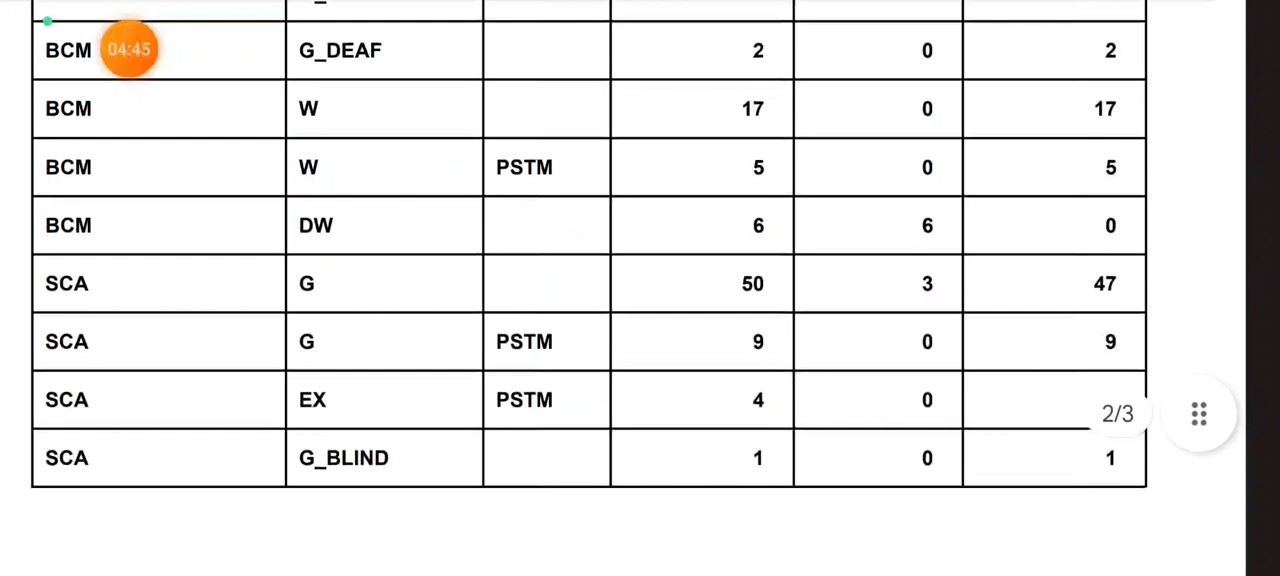 BCM G_DEAF 2 0 2
04:45
BCM W 17 0 17
BCM W PSTM 5 0 5
BCM DW 6 6 0
SCA G 50 3 47
SCA G PSTM 9 0 9
SCA EX PSTM 4 0
2/3
SCA G_BLIND 1 0 1